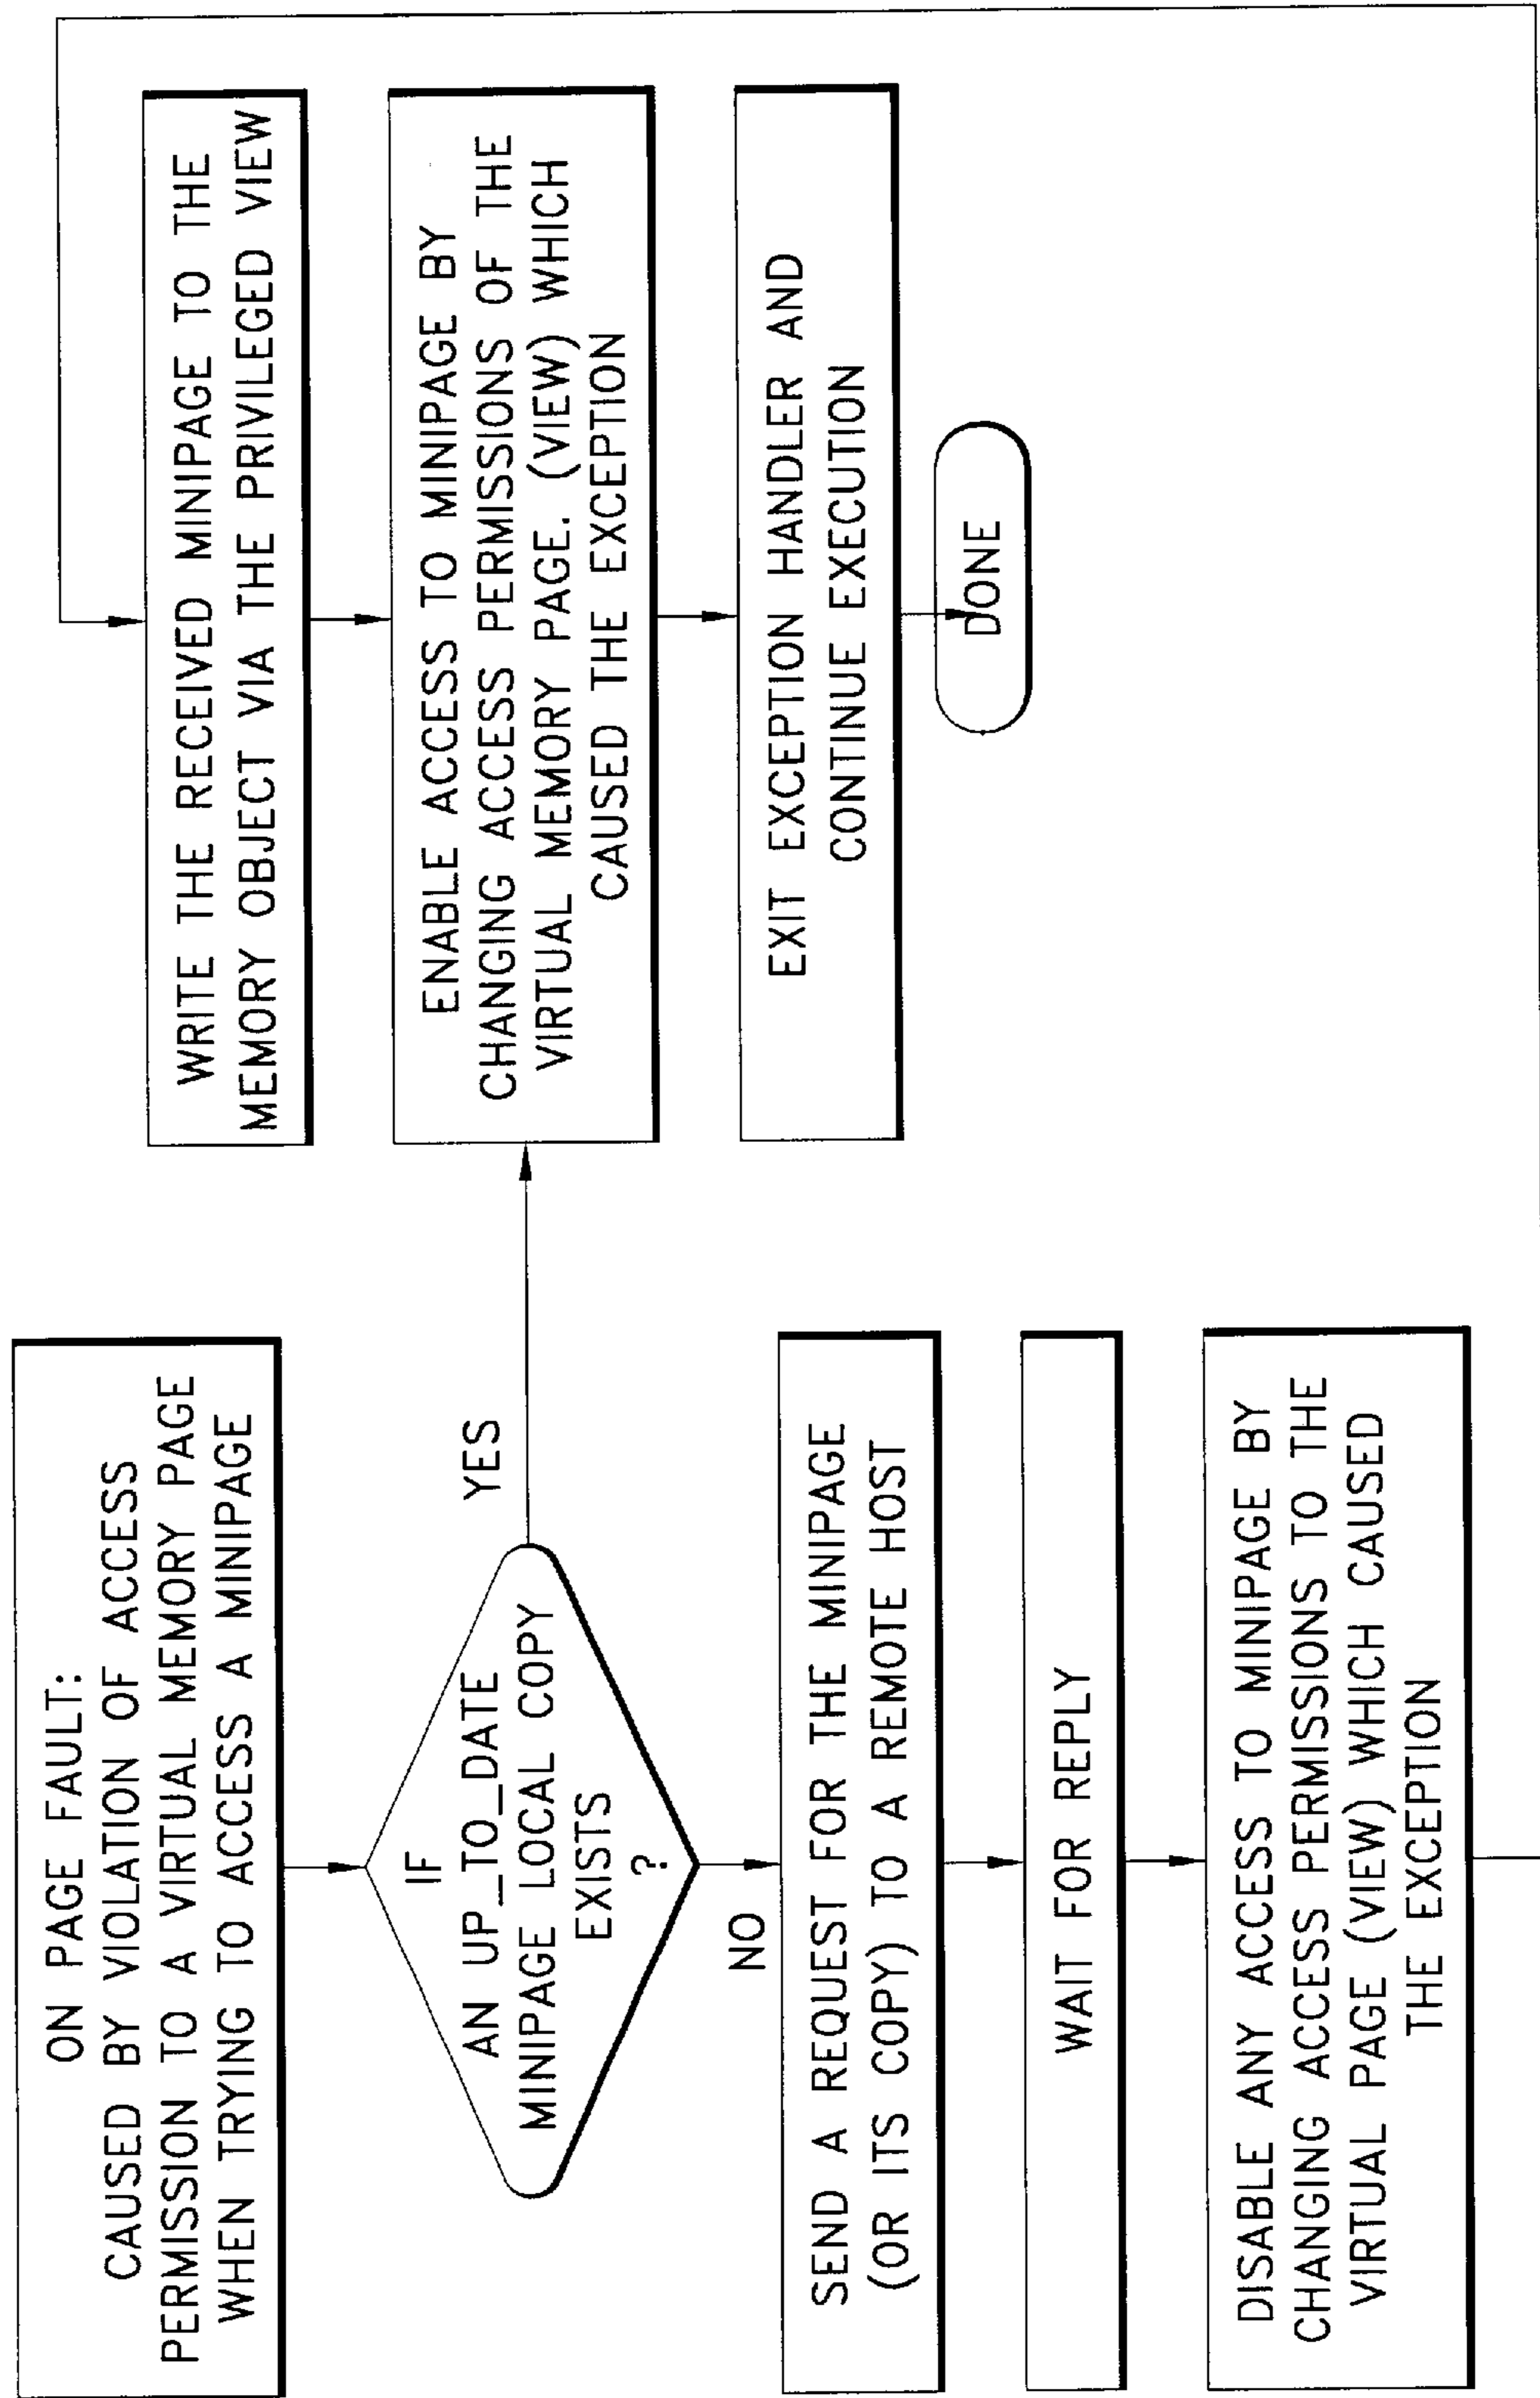 ON PAGE FAULT:
CAUSED BY VIOLATION OF ACCESS
PERMISSION TO A VIRTUAL MEMORY PAGE
WHEN TRYING TO ACCESS A MINIPAGE
IF
AN UP_TO_DATE
MINIPAGE LOCAL COPY
EXISTS
?
YES
NO
SEND A REQUEST FOR THE MINIPAGE
(OR ITS COPY) TO A REMOTE HOST
WAIT FOR REPLY
DISABLE ANY ACCESS TO MINIPAGE BY
CHANGING ACCESS PERMISSIONS TO THE
VIRTUAL PAGE (VIEW) WHICH CAUSED
THE EXCEPTION
WRITE THE RECEIVED MINIPAGE TO THE
MEMORY OBJECT VIA THE PRIVILEGED VIEW
ENABLE ACCESS TO MINIPAGE BY
CHANGING ACCESS PERMISSIONS OF THE
VIRTUAL MEMORY PAGE. (VIEW) WHICH
CAUSED THE EXCEPTION
EXIT EXCEPTION HANDLER AND
CONTINUE EXECUTION
DONE